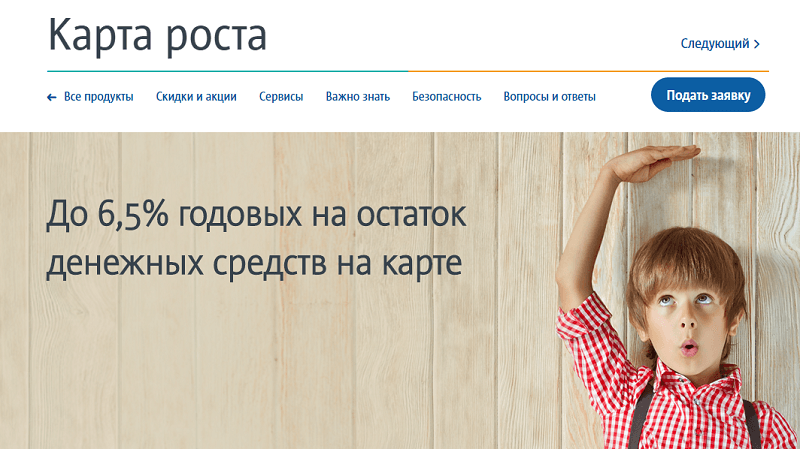 Карта роста
Следующий
Все продукты Скидки и акции Сервисы Важно знать Безопасность Вопросы и ответы Подать заявку
До 6,5% годовых на остаток
денежных средств на карте